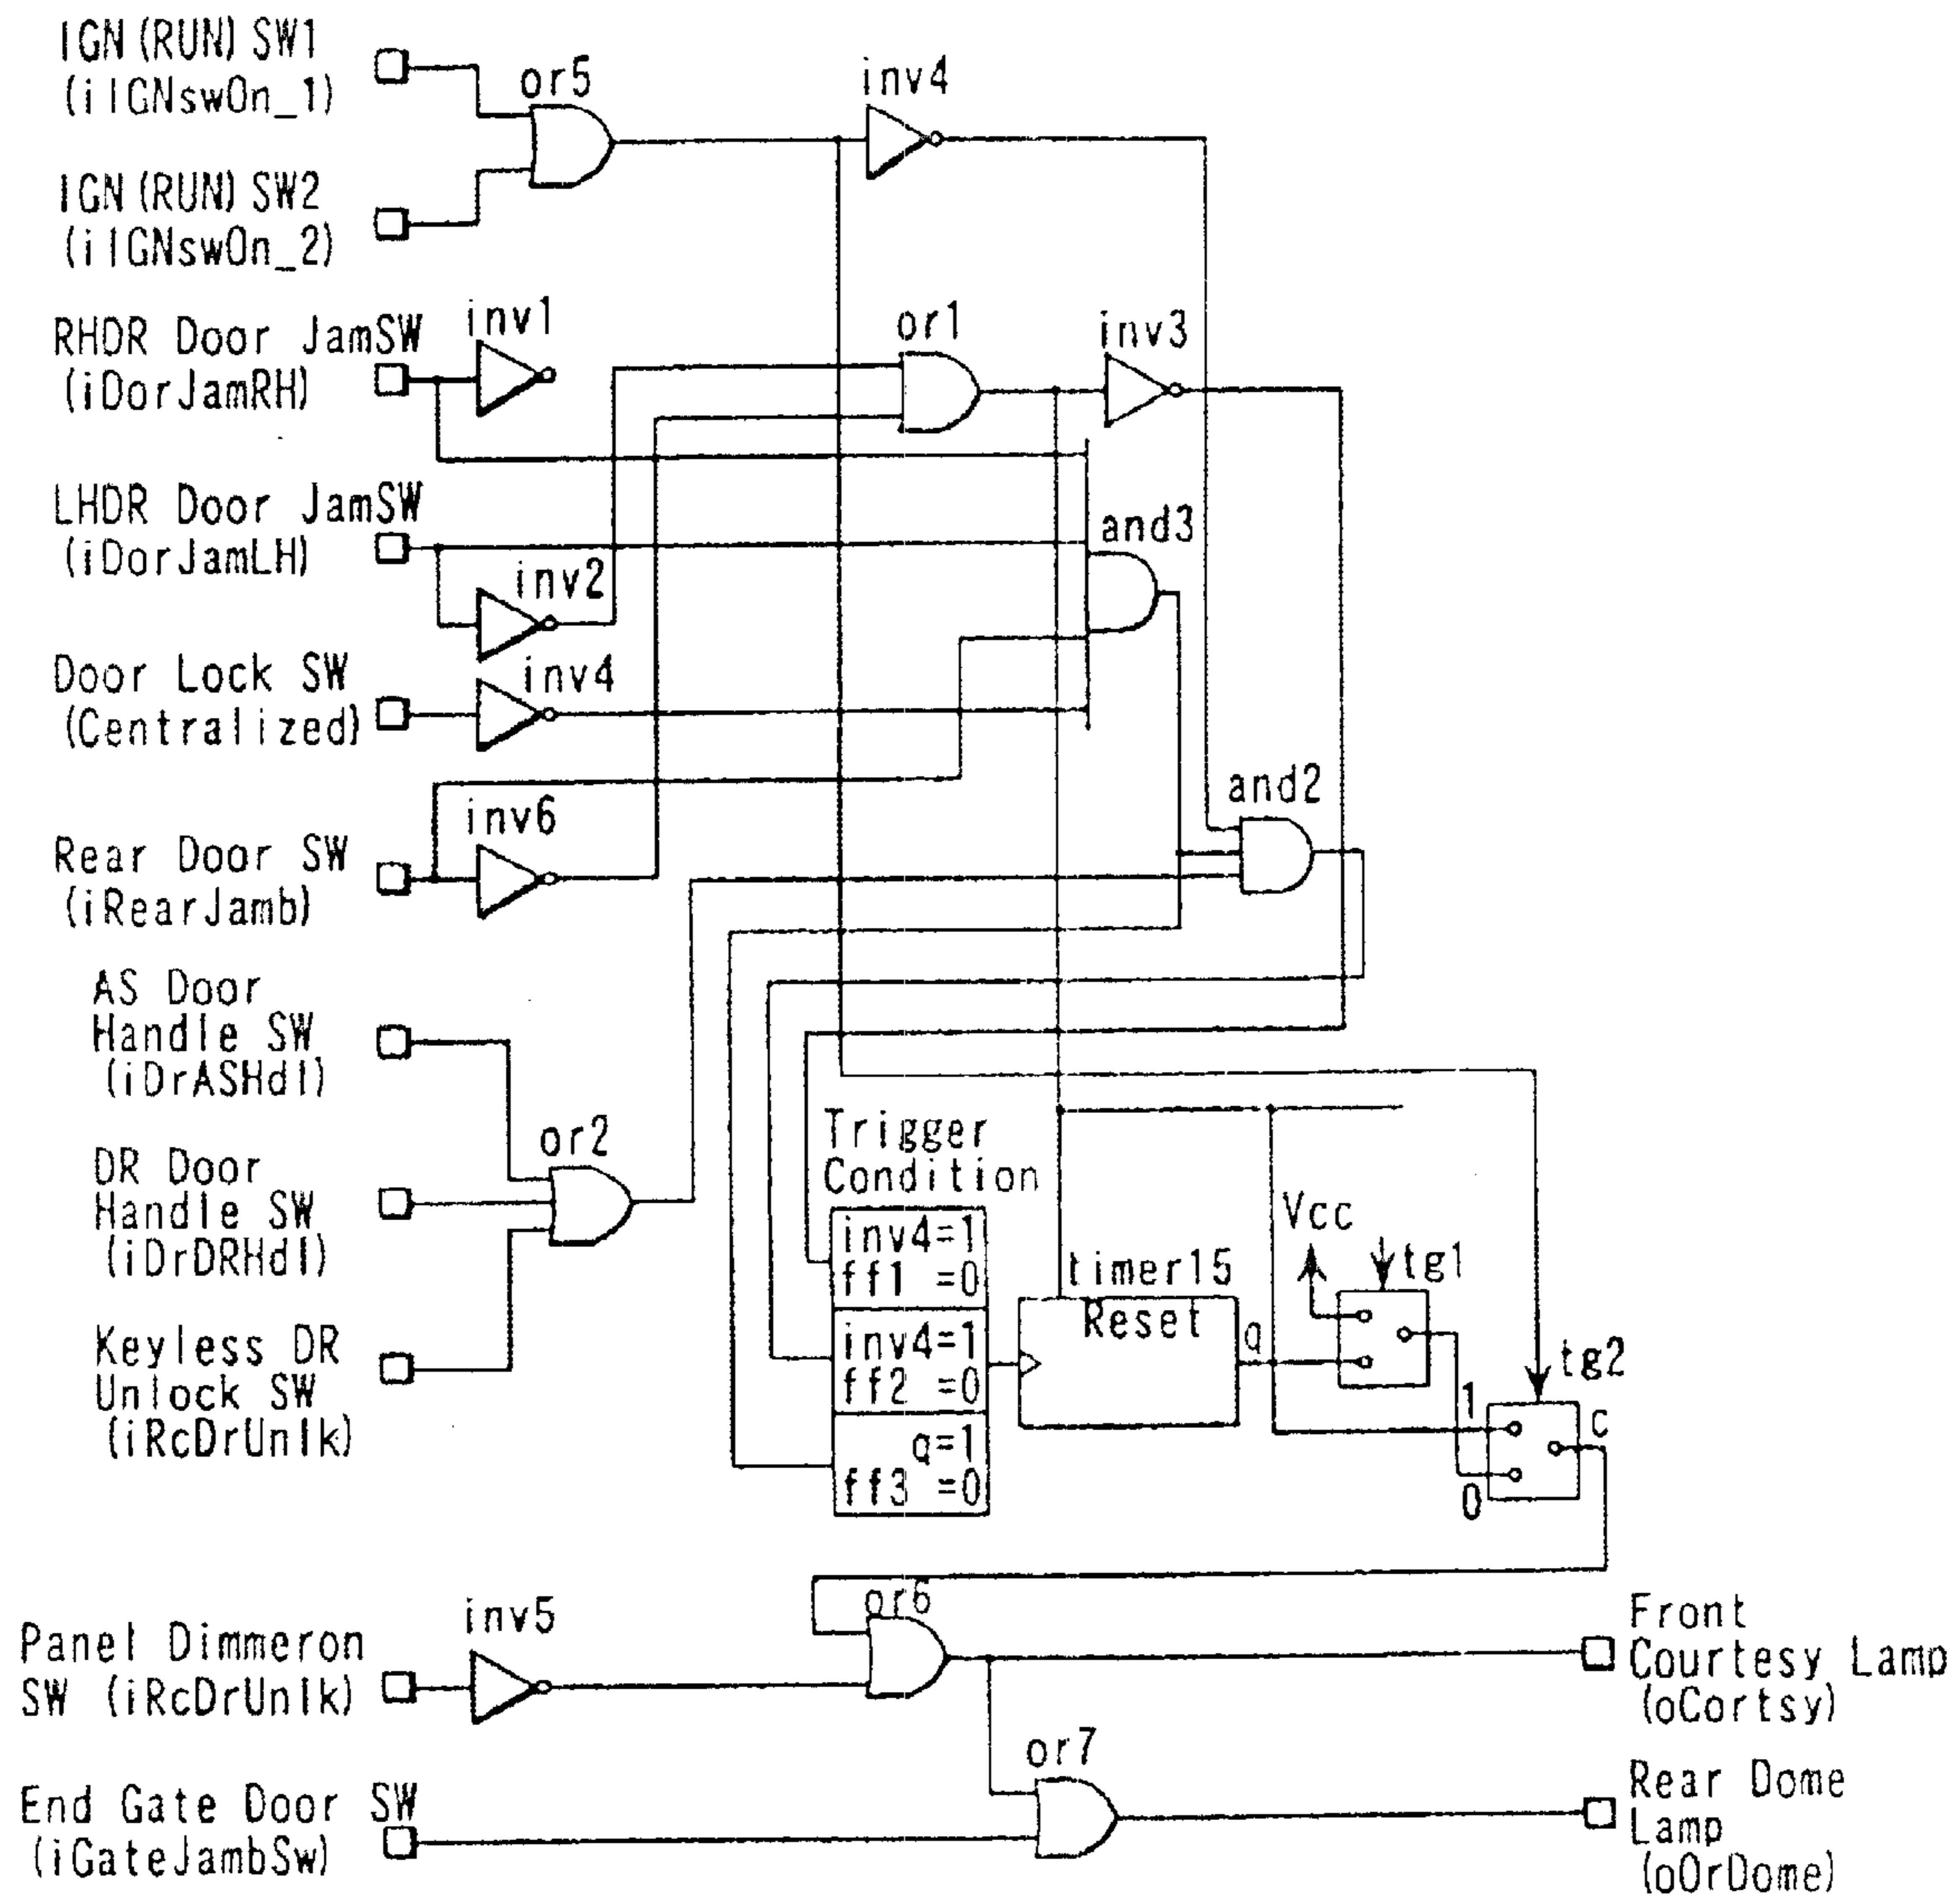 IGN (RUN) SW1
(iIGNswOn_1)
or5
inv4
IGN (RUN) SW2
(iIGNswOn_2)
RHDR Door JamSW
(iDorJamRH)
inv1
or1
inv3
LHDR Door JamSW
(iDorJamLH)
and3
inv2
Door Lock SW
(Centralized)
inv4
and2
inv6
Rear Door SW
(iRearJamb)
AS Door
Handle SW
(iDrASHdl)
or2
DR Door
Handle SW
(iDrDRHdl)
Keyless DR
Unlock SW
(iRcDrUnlk)
Trigger
Condition
inv4=1
ff1 =0
inv4=1
ff2 =0
q=1
ff3 =0
timer15
Reset
q
Vcc
tg1
tg2
1
c
0
inv5
or6
Panel Dimmeron
SW (iRcDrUnlk)
Front
Courtesy Lamp
(oCortsy)
or7
End Gate Door SW
(iGateJambSw)
Rear Dome
Lamp
(oOrDome)